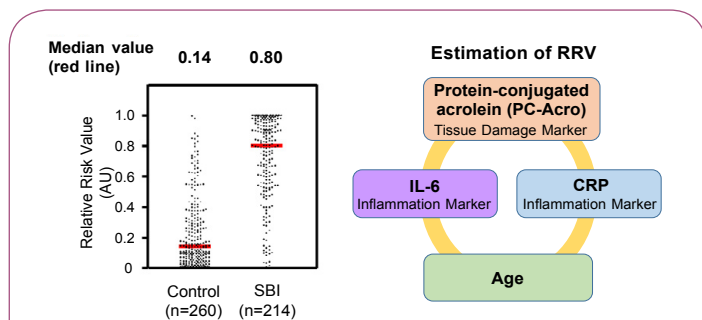 Median value 0.14 0.80
(red line)
Relative Risk Value
(AU)
1.0
0.8
0.6
0.4
0.2
0
Control SBI
(n=260) (n=214)
Estimation of RRV
Protein-conjugated
acrolein (PC-Acro)
Tissue Damage Marker
IL-6
Inflammation Marker
CRP
Inflammation Marker
Age